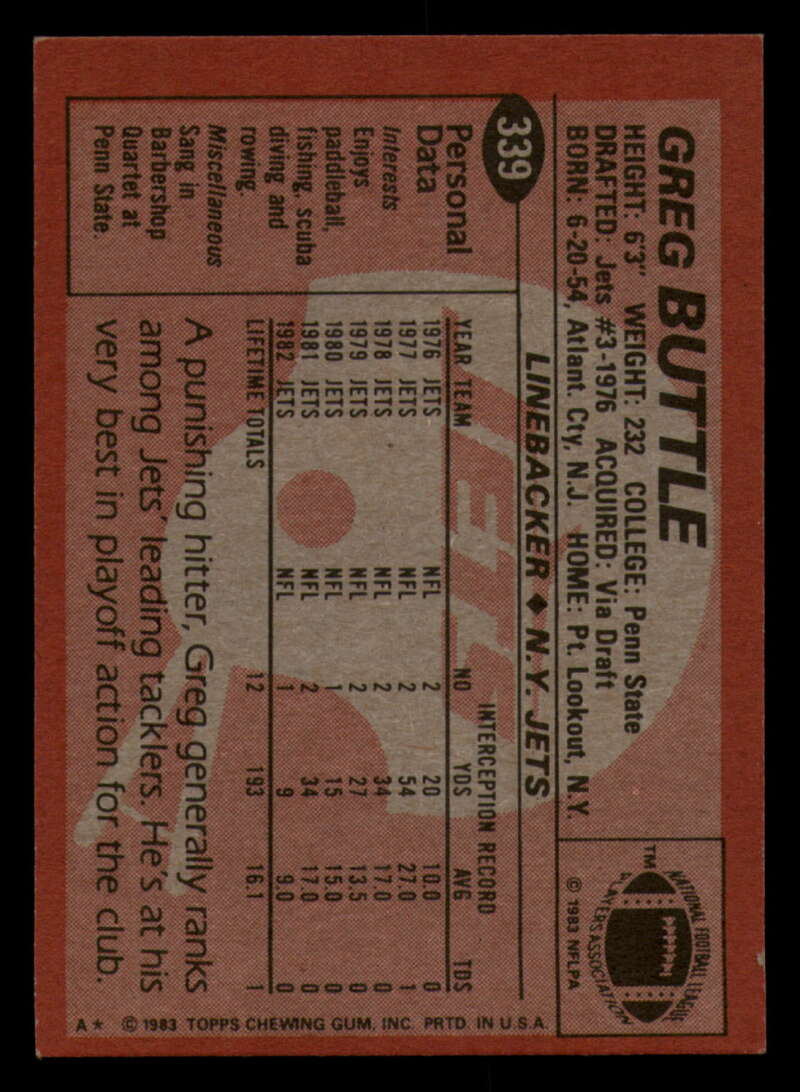 GREG BUTTLE
HEIGHT: 6'3" WEIGHT: 232 COLLEGE: Penn State
DRAFTED: Jets #3-1976 ACQUIRED: Via Draft
BORN: 6-20-54, Atlant. Cty, N.J. HOME: Pt. Lookout, N.Y.
NATIONAL FOOTBALL LEAGUE
PLAYERS ASSOCIATION
TM
© 1983 NFLPA
339
LINEBACKER ◆ N.Y. JETS
Personal
Data
Interests
Enjoys
paddleball,
fishing, scuba
diving and
rowing.
Miscellaneous
Sang in
Barbershop
Quartet at
Penn State.
INTERCEPTION RECORD
YEAR TEAM NO YDS AVG TDS
1976 JETS NFL 2 20 10.0 0
1977 JETS NFL 2 54 27.0 1
1978 JETS NFL 2 34 17.0 0
1979 JETS NFL 2 27 13.5 0
1980 JETS NFL 1 15 15.0 0
1981 JETS NFL 2 34 17.0 0
1982 JETS NFL 1 9 9.0 0
LIFETIME TOTALS 12 193 16.1 1
A punishing hitter, Greg generally ranks
among Jets' leading tacklers. He's at his
very best in playoff action for the club.
A* © 1983 TOPPS CHEWING GUM, INC. PRTD. IN U.S.A.